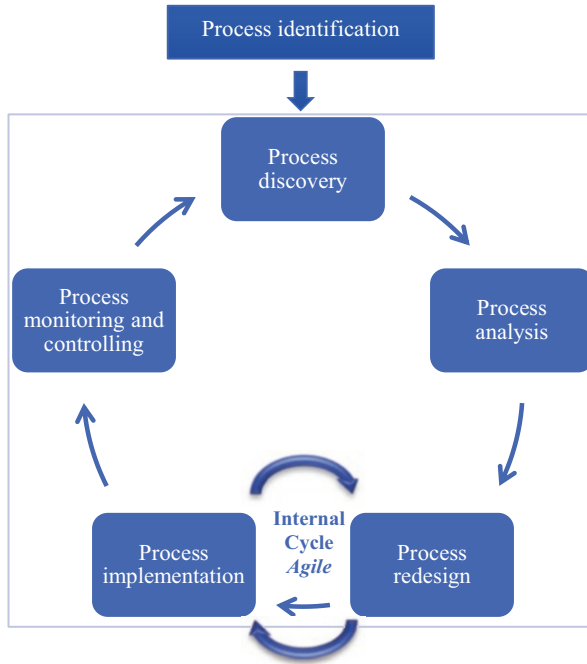 Process identification
Process
discovery
Process
monitoring and
controlling
Process
analysis
Internal
Cycle
Agile
Process
implementation
Process
redesign